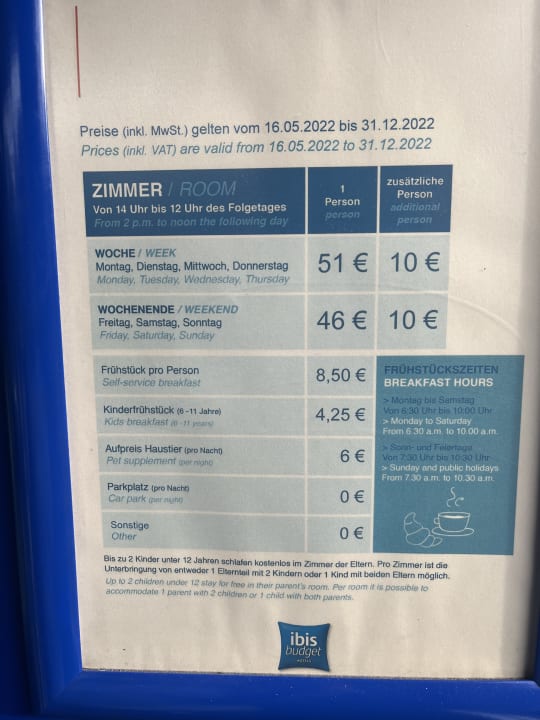 Preise (inkl. MwSt.) gelten vom 16.05.2022 bis 31.12.2022
Prices (inkl. VAT) are valid from 16.05.2022 to 31.12.2022
ZIMMER / ROOM
Von 14 Uhr bis 12 Uhr des Folgetages
From 2 p.m. to noon the following day
1
Person
person
zusätzliche
Person
additional
person
WOCHE / WEEK
Montag, Dienstag, Mittwoch, Donnerstag
Monday, Tuesday, Wednesday, Thursday
51 €
10 €
WOCHENENDE / WEEKEND
Freitag, Samstag, Sonntag
Friday, Saturday, Sunday
46 €
10 €
Frühstück pro Person
Self-service breakfast
8,50 €
Kinderfrühstück (6 - 11 Jahre)
Kids breakfast (6 - 11 years)
4,25 €
Aufpreis Haustier (pro Nacht)
Pet supplement (per night)
6 €
Parkplatz (pro Nacht)
Car park (per night)
0 €
Sonstige
Other
0 €
FRÜHSTÜCKSZEITEN
BREAKFAST HOURS
> Montag bis Samstag
Von 6:30 Uhr bis 10:00 Uhr
> Monday to Saturday
From 6.30 a.m. to 10.00 a.m.
> Sonn- und Feiertage
Von 7:30 Uhr bis 10:30 Uhr
> Sunday and public holidays
From 7.30 a.m. to 10.30 a.m.
Bis zu 2 Kinder unter 12 Jahren schlafen kostenlos im Zimmer der Eltern. Pro Zimmer ist die
Unterbringung von entweder 1 Elternteil mit 2 Kindern oder 1 Kind mit beiden Eltern möglich.
Up to 2 children under 12 stay for free in their parent's room. Per room it is possible to
accommodate 1 parent with 2 children or 1 child with both parents.
ibis
budget
HOTELS